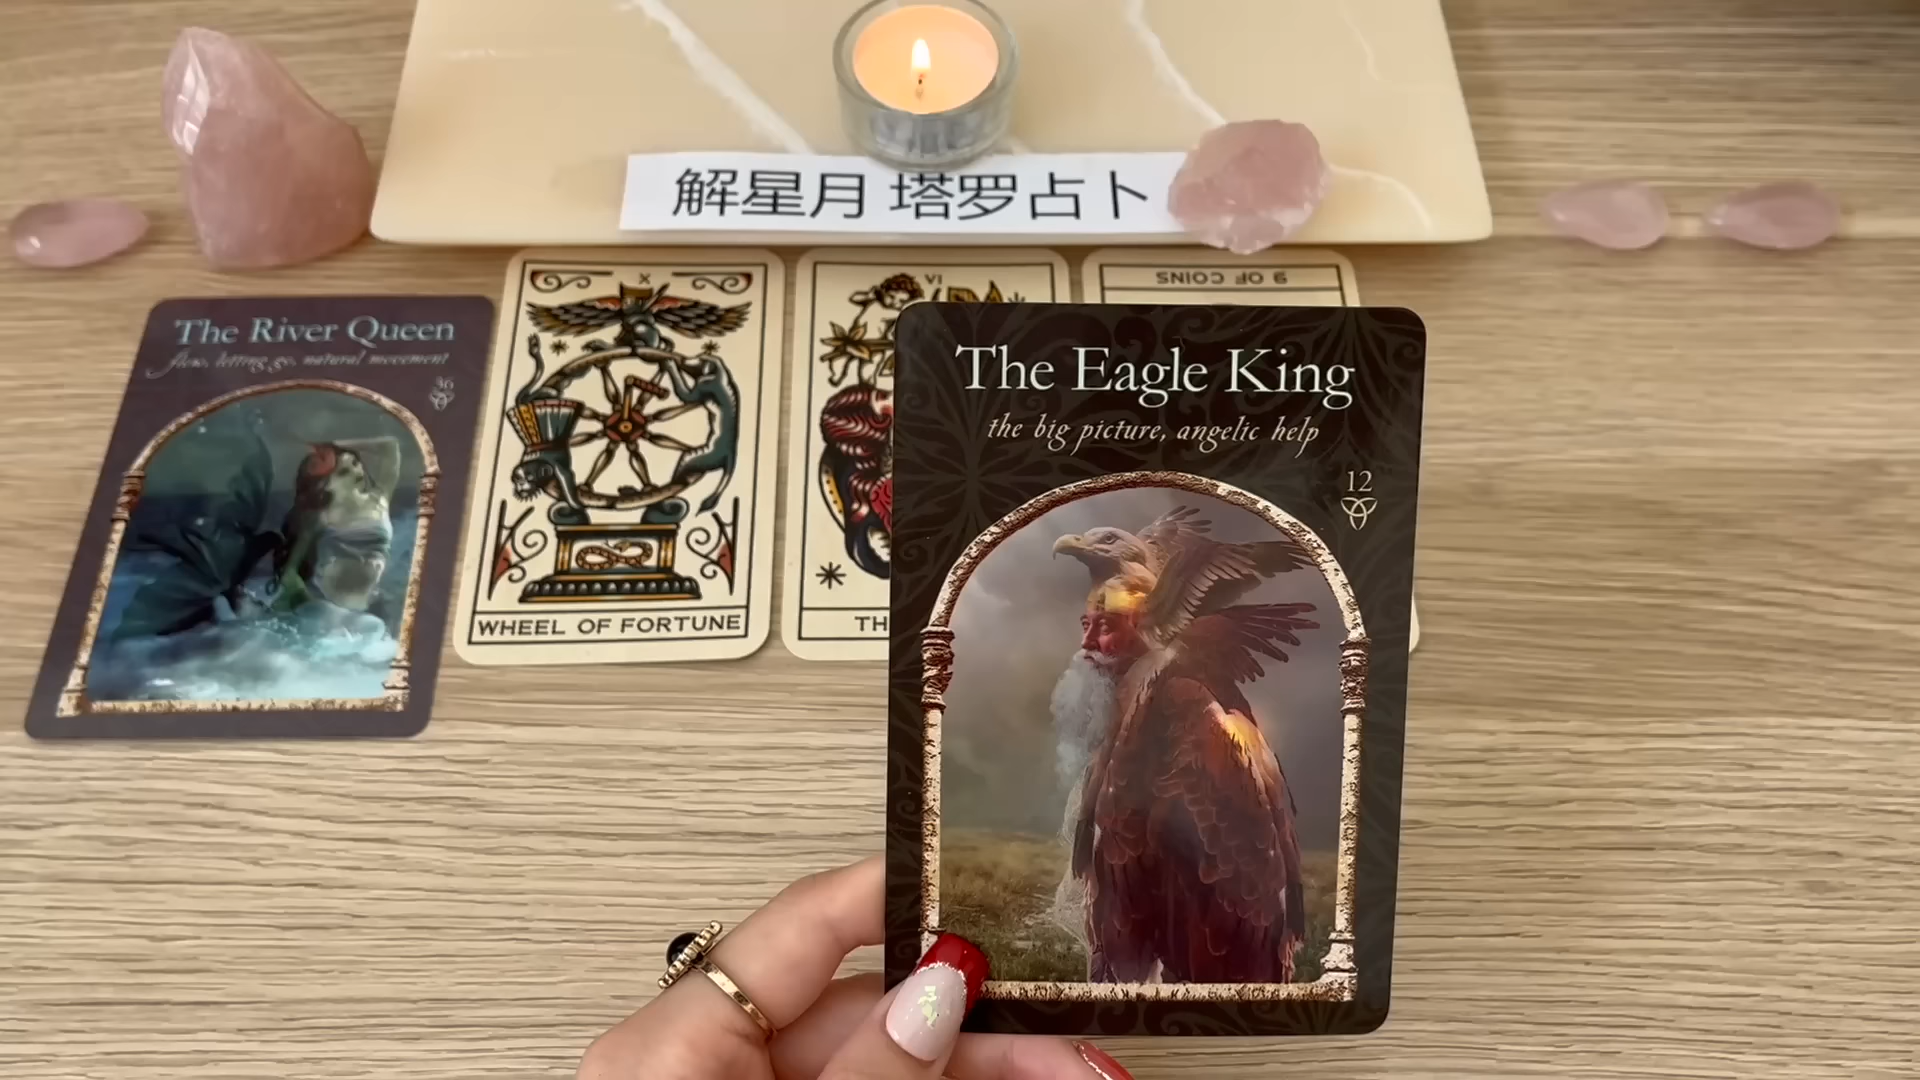 解星月 塔罗占卜
The River Queen
flow, letting go, natural movement
36
X
WHEEL OF FORTUNE
VI
TH
9 OF COINS
The Eagle King
the big picture, angelic help
12